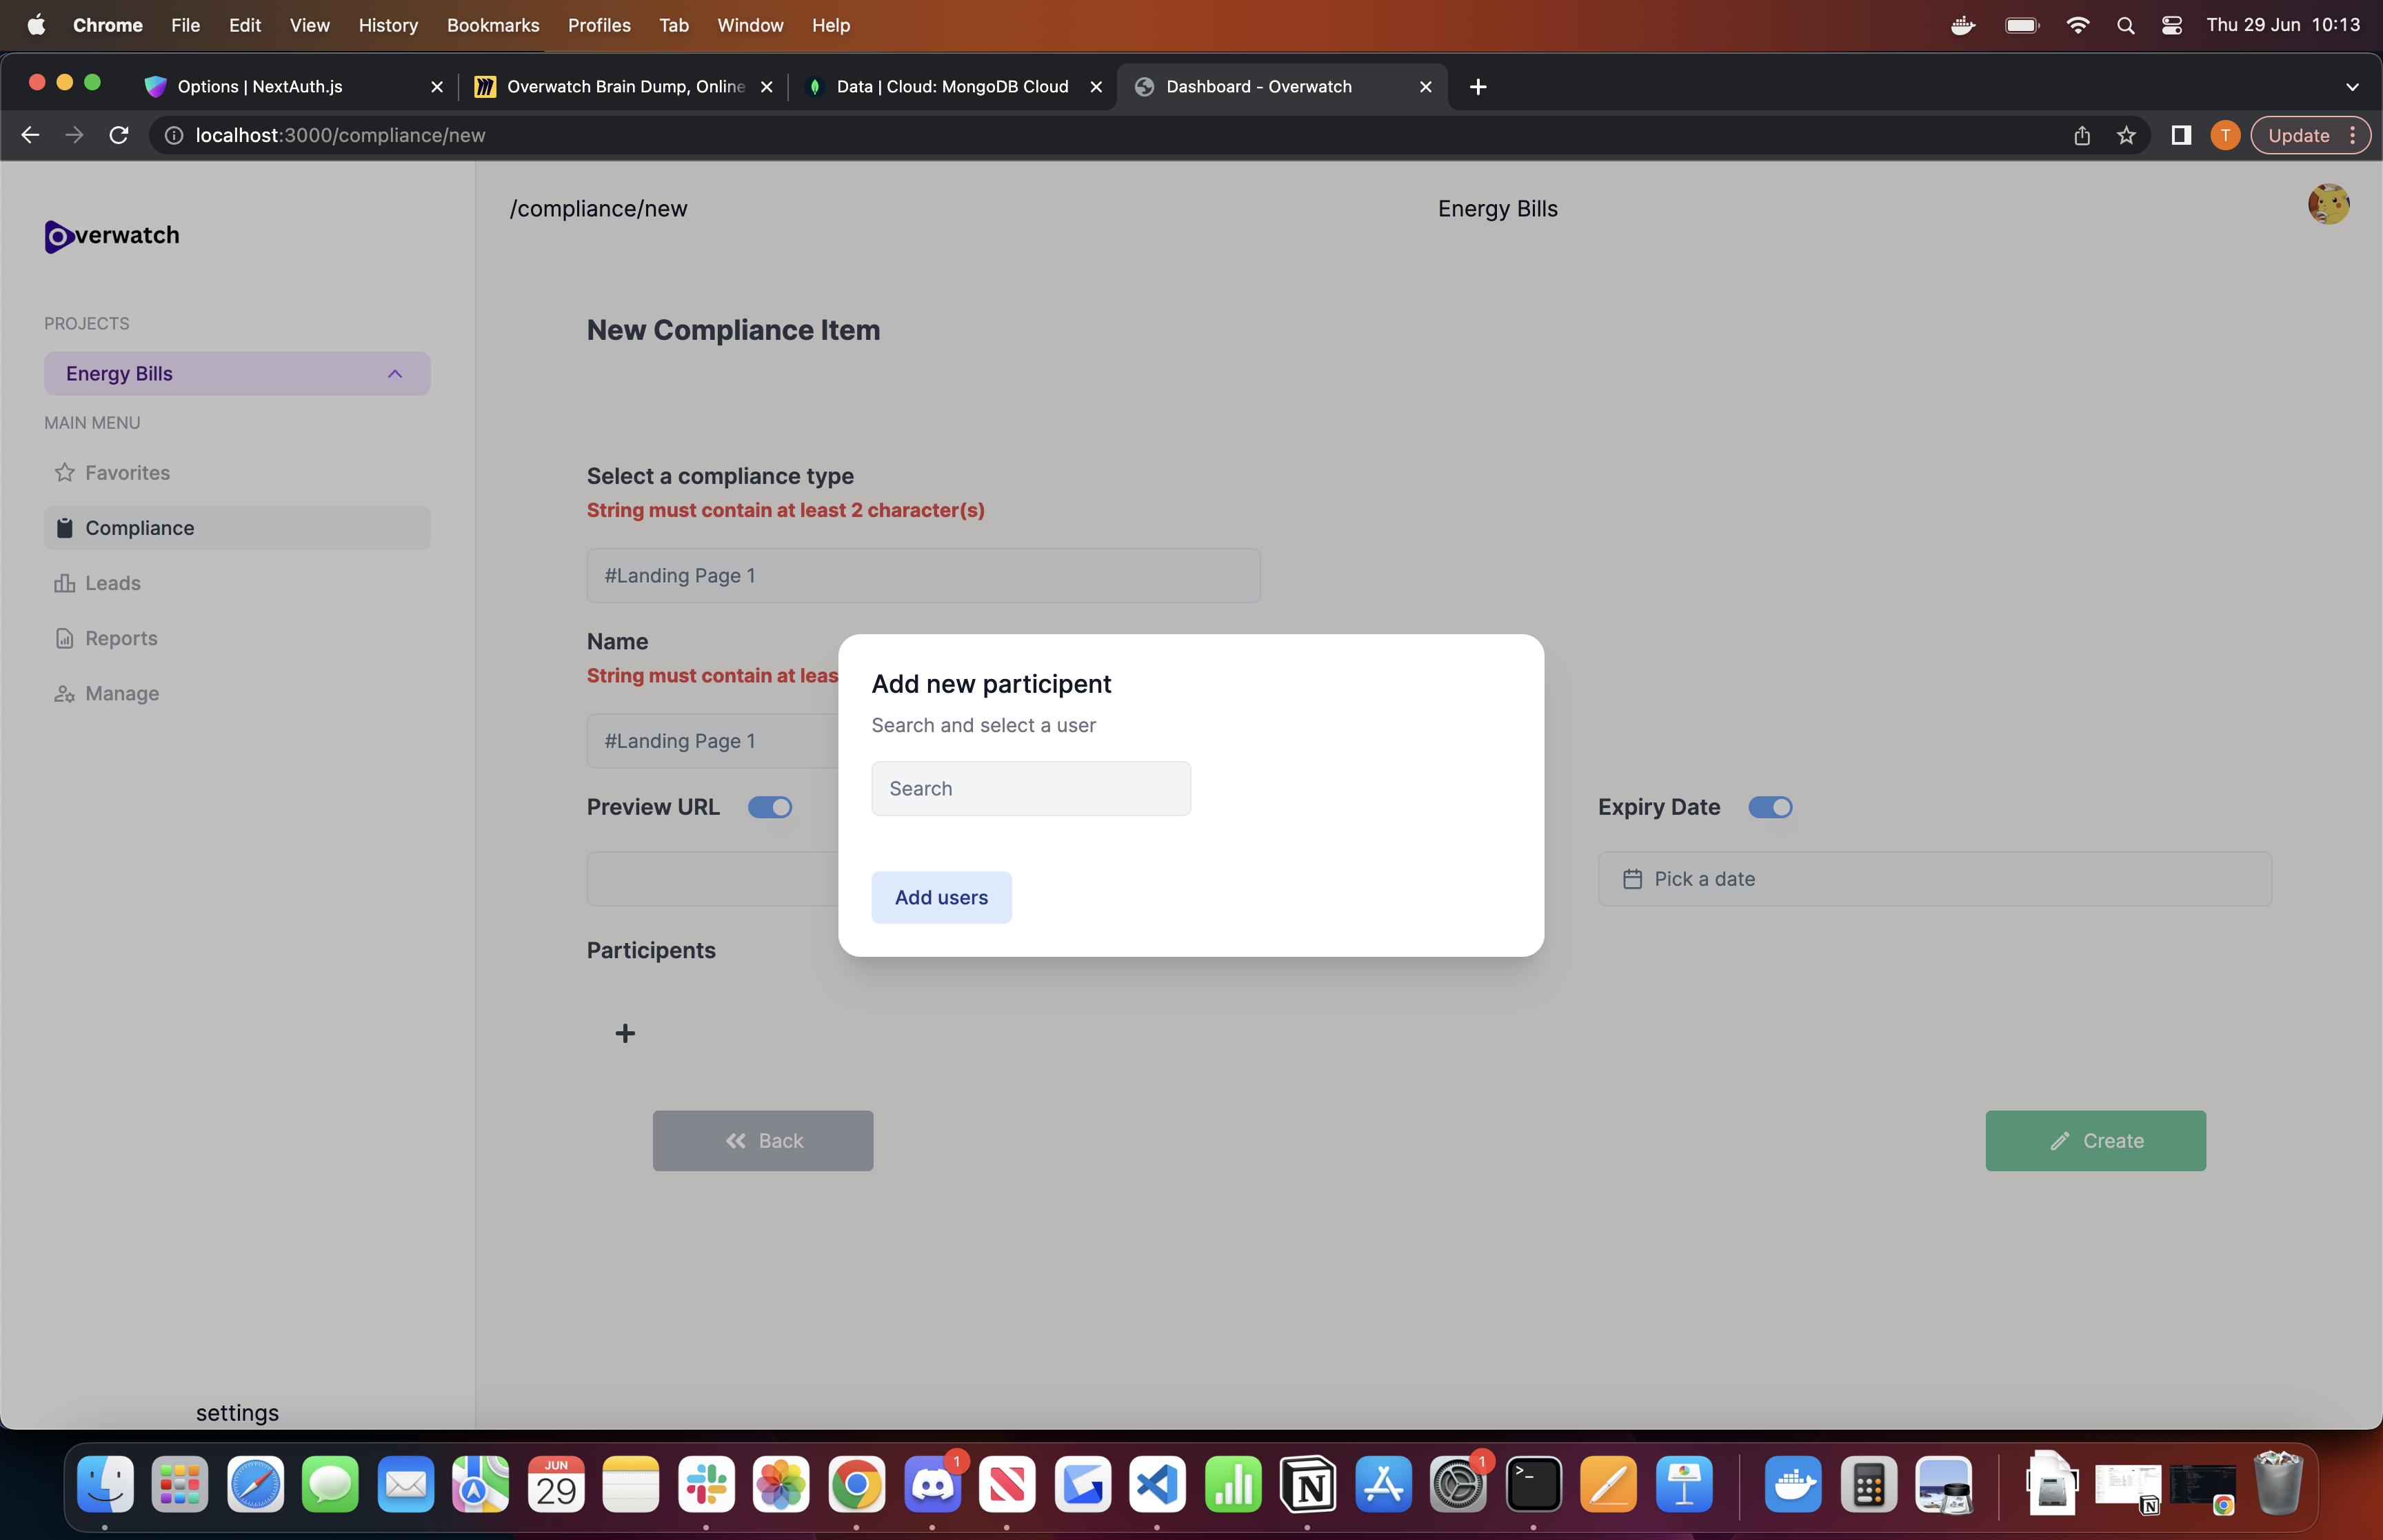 Chrome File Edit View History Bookmarks Profiles Tab Window Help Thu 29 Jun 10:13
Options | NextAuth.js Overwatch Brain Dump, Online Data | Cloud: MongoDB Cloud Dashboard - Overwatch
localhost:3000/compliance/new T Update
verwatch
/compliance/new Energy Bills
PROJECTS
Energy Bills
MAIN MENU
Favorites
Compliance
Leads
Reports
Manage
settings
New Compliance Item
Select a compliance type
String must contain at least 2 character(s)
#Landing Page 1
Name
String must contain at leas
#Landing Page 1
Preview URL
Expiry Date
Pick a date
Participents
Back
Create
Add new participent
Search and select a user
Search
Add users
JUN
29
1
1